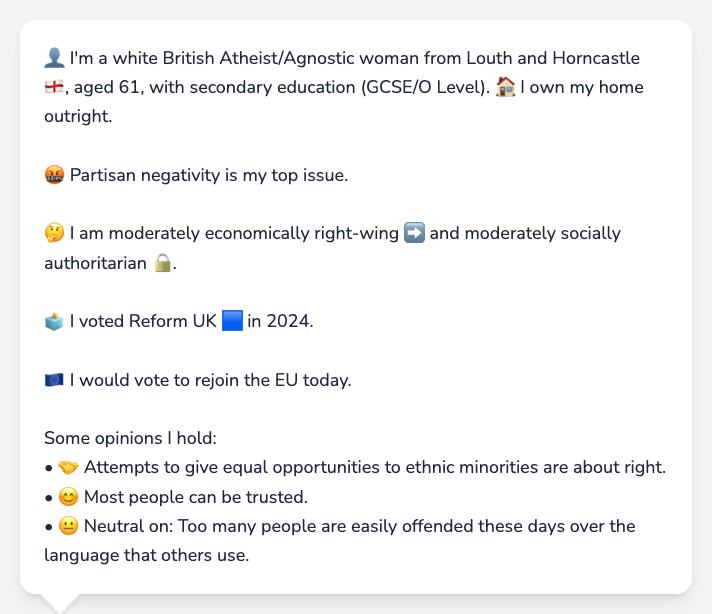 👤 I'm a white British Atheist/Agnostic woman from Louth and Horncastle
🏴󠁧󠁢󠁥󠁮󠁧󠁿, aged 61, with secondary education (GCSE/O Level). 🏠 I own my home
outright.
🤬 Partisan negativity is my top issue.
🤔 I am moderately economically right-wing ➡️ and moderately socially
authoritarian 🔒.
🗳️ I voted Reform UK 🟦 in 2024.
🇪🇺 I would vote to rejoin the EU today.
Some opinions I hold:
• 🤝 Attempts to give equal opportunities to ethnic minorities are about right.
• 😊 Most people can be trusted.
• 😐 Neutral on: Too many people are easily offended these days over the
language that others use.